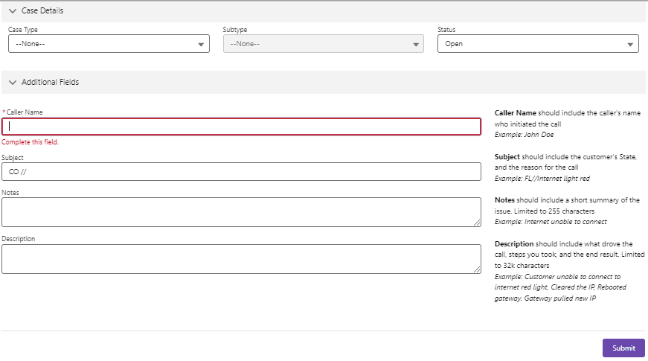 Case Details
Case Type
Subtype
Status
--None--
--None--
Open
Additional Fields
* Caller Name
Complete this field.
Caller Name should include the caller's name
who initiated the call
Example: John Doe
Subject
CO //
Subject should include the customer's State,
and the reason for the call
Example: FL//Internet light red
Notes
Notes should include a short summary of the
issue. Limited to 255 characters
Example: Internet unable to connect
Description
Description should include what drove the
call, steps you took, and the end result. Limited
to 32k characters
Example: Customer unable to connect to
internet red light. Cleared the IP, Rebooted
gateway. Gateway pulled new IP
Submit